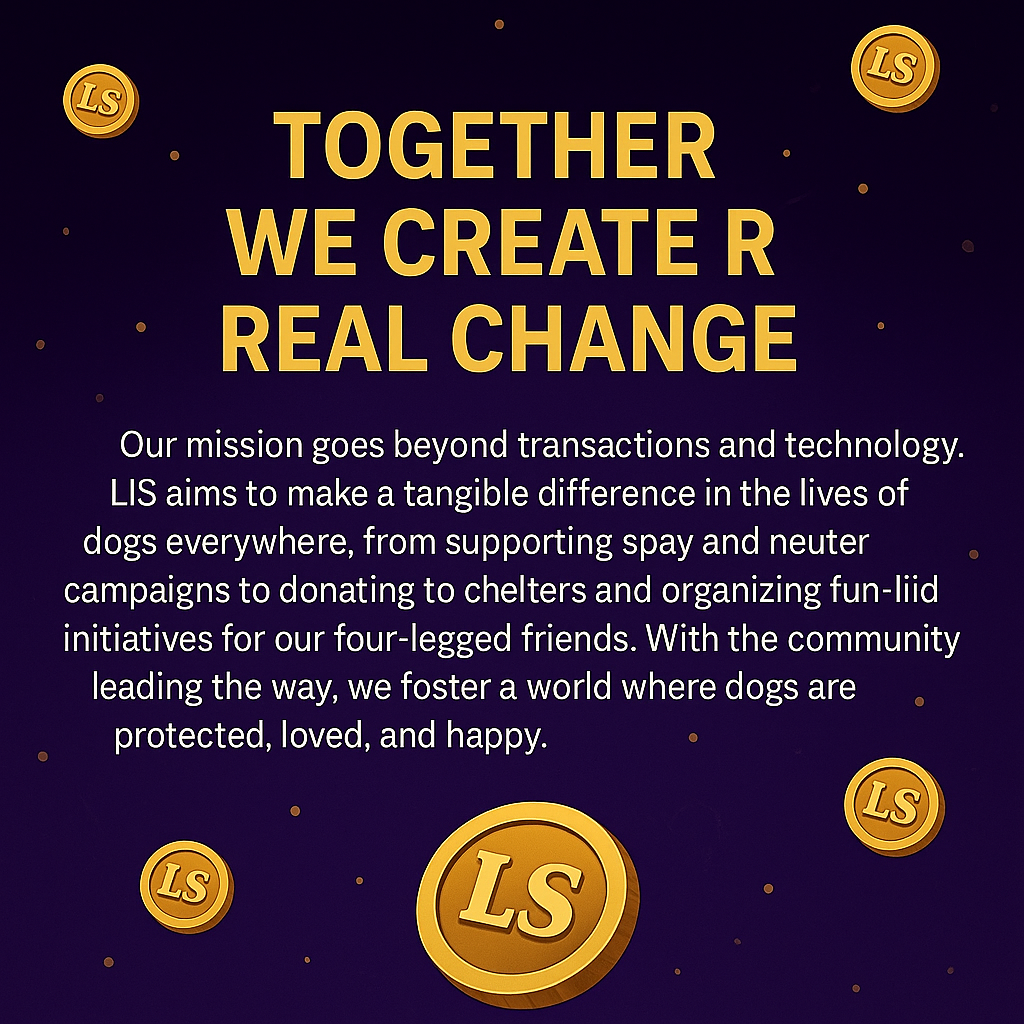 LS
LS
TOGETHER
WE CREATE R
REAL CHANGE
Our mission goes beyond transactions and technology.
LIS aims to make a tangible difference in the lives of
dogs everywhere, from supporting spay and neuter
campaigns to donating to chelters and organizing fun-liid
initiatives for our four-legged friends. With the community
leading the way, we foster a world where dogs are
protected, loved, and happy.
LS
LS
LS